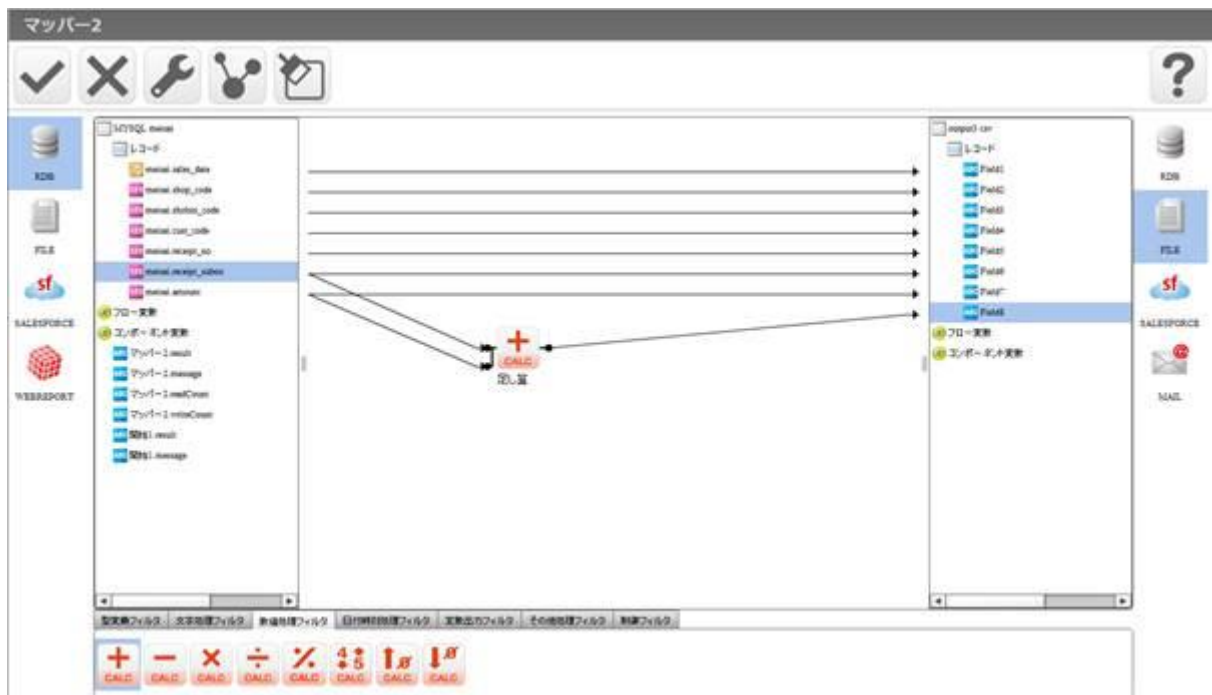 マッパー2
?
RDB
FILE
sf
SALESFORCE
WEBREPORT
MYSQL meisai
レコード
meisai.sales_date
meisai.shop_code
meisai.cust_code
meisai.receipt_no
meisai.amount
フロー変数
コンポーネント変数
マッパー1.result
マッパー1.message
マッパー1.readCount
マッパー1.writeCount
開始1.result
開始1.message
+
CALC
足し算
output3.csv
レコード
Field1
Field2
Field3
Field4
Field5
Field6
Field7
Field8
フロー変数
コンポーネント変数
RDB
FILE
sf
SALESFORCE
@
MAIL
型変換フィルタ 文字処理フィルタ 数値処理フィルタ 日付時刻処理フィルタ 変数出力フィルタ その他処理フィルタ 制御フィルタ
+ − × ÷ % 4 5 .0 .0
CALC CALC CALC CALC CALC CALC CALC CALC